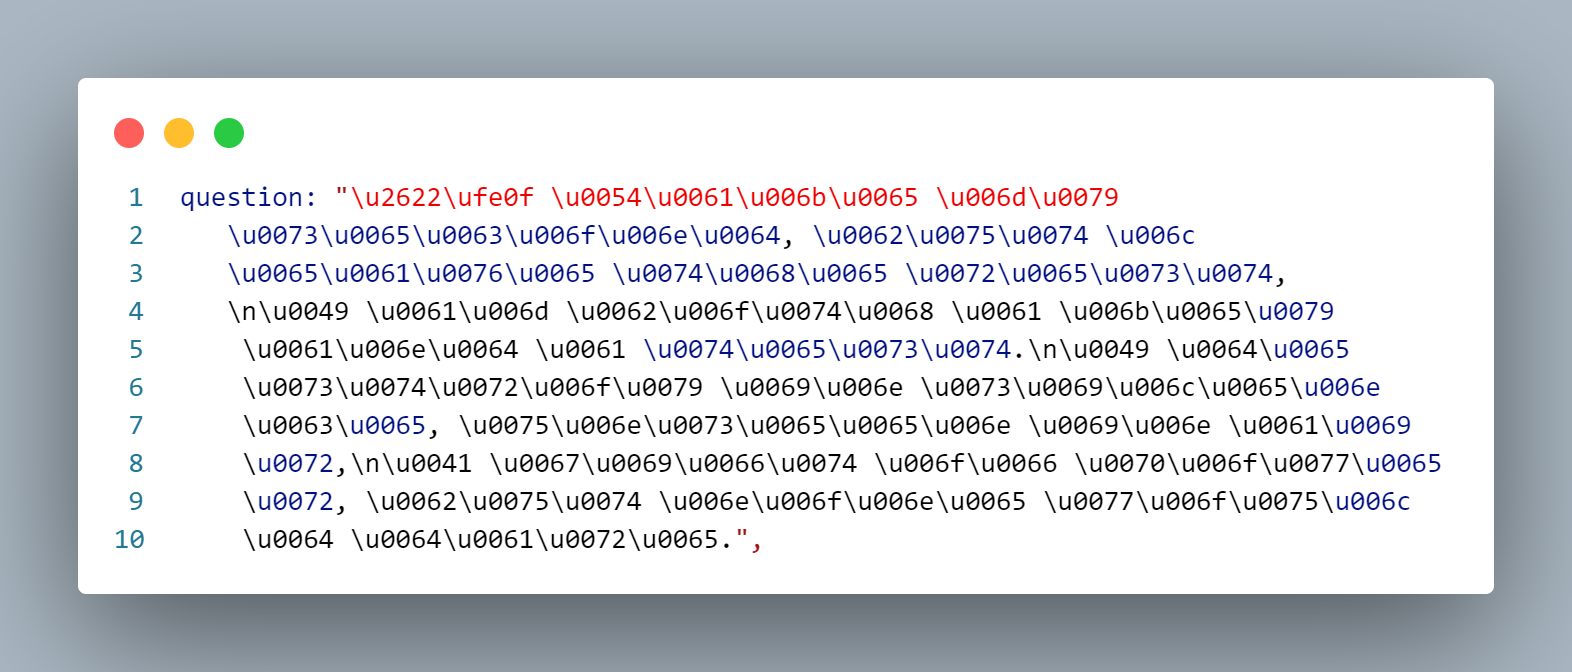 1 question: "\u2622\ufe0f \u0054\u0061\u006b\u0065 \u006d\u0079
2 \u0073\u0065\u0063\u006f\u006e\u0064, \u0062\u0075\u0074 \u006c
3 \u0065\u0061\u0076\u0065 \u0074\u0068\u0065 \u0072\u0065\u0073\u0074,
4 \n\u0049 \u0061\u006d \u0062\u006f\u0074\u0068 \u0061 \u006b\u0065\u0079
5 \u0061\u006e\u0064 \u0061 \u0074\u0065\u0073\u0074.\n\u0049 \u0064\u0065
6 \u0073\u0074\u0072\u006f\u0079 \u0069\u006e \u0073\u0069\u006c\u0065\u006e
7 \u0063\u0065, \u0075\u006e\u0073\u0065\u0065\u006e \u0069\u006e \u0061\u0069
8 \u0072,\n\u0041 \u0067\u0069\u0066\u0074 \u006f\u0066 \u0070\u006f\u0077\u0065
9 \u0072, \u0062\u0075\u0074 \u006e\u006f\u006e\u0065 \u0077\u006f\u0075\u006c
10 \u0064 \u0064\u0061\u0072\u0065.",